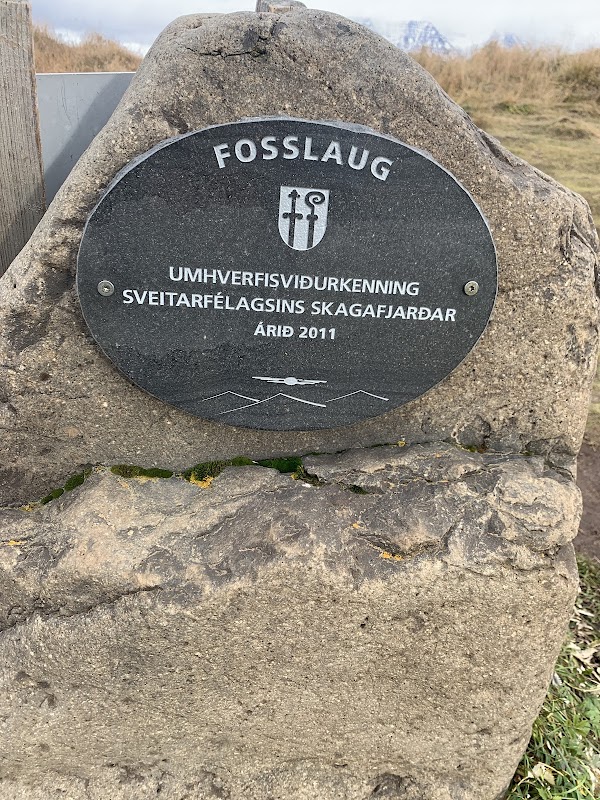 FOSSLAUG
UMHVERFISVIÐURKENNING
SVEITARFÉLAGSINS SKAGAFJARÐAR
ÁRIÐ 2011